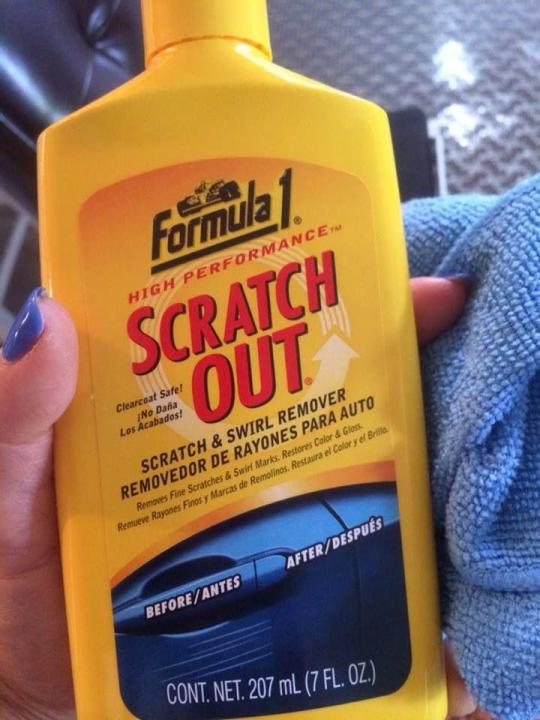 Formula 1®
HIGH PERFORMANCE™
SCRATCH
OUT®
Clearcoat Safe!
¡No Daña
Los Acabados!
SCRATCH & SWIRL REMOVER
REMOVEDOR DE RAYONES PARA AUTO
Removes Fine Scratches & Swirl Marks. Restores Color & Gloss.
Remueve Rayones Finos y Marcas de Remolinos. Restaura el Color y el Brillo.
BEFORE/ANTES
AFTER/DESPUÉS
CONT. NET. 207 mL (7 FL. OZ.)